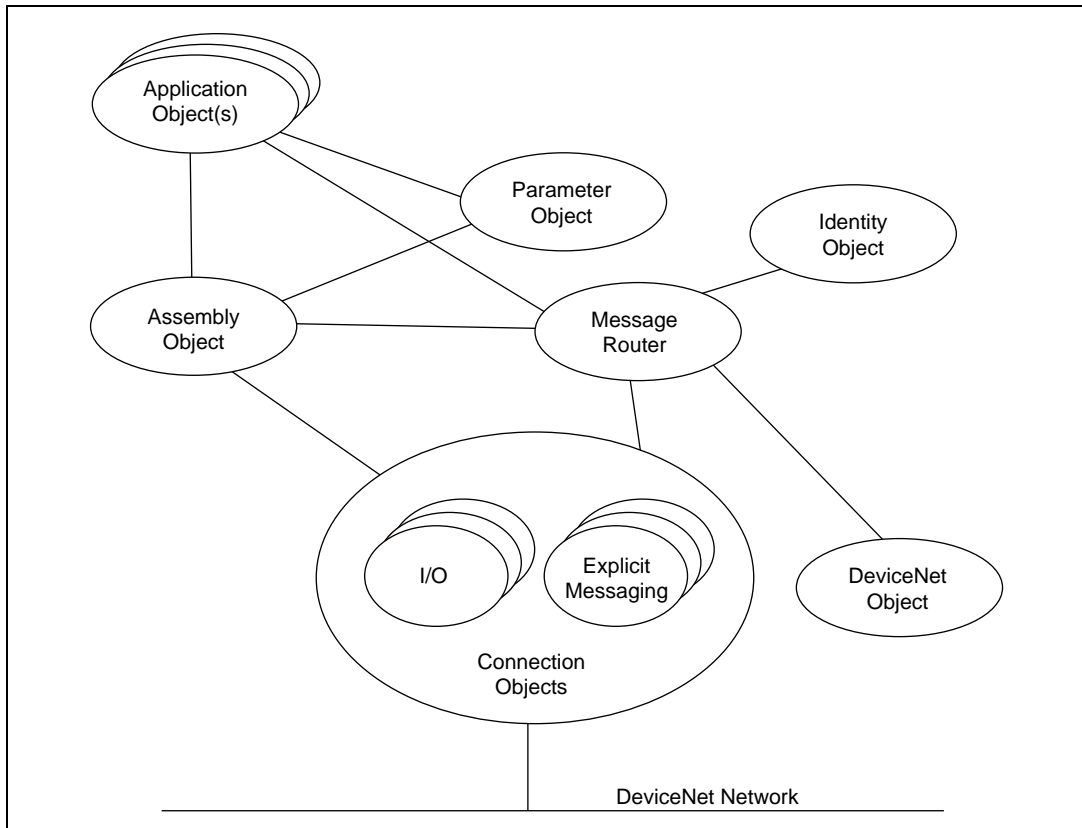 Application
Object(s)
Parameter
Object
Identity
Object
Assembly
Object
Message
Router
I/O
Explicit
Messaging
DeviceNet
Object
Connection
Objects
DeviceNet Network